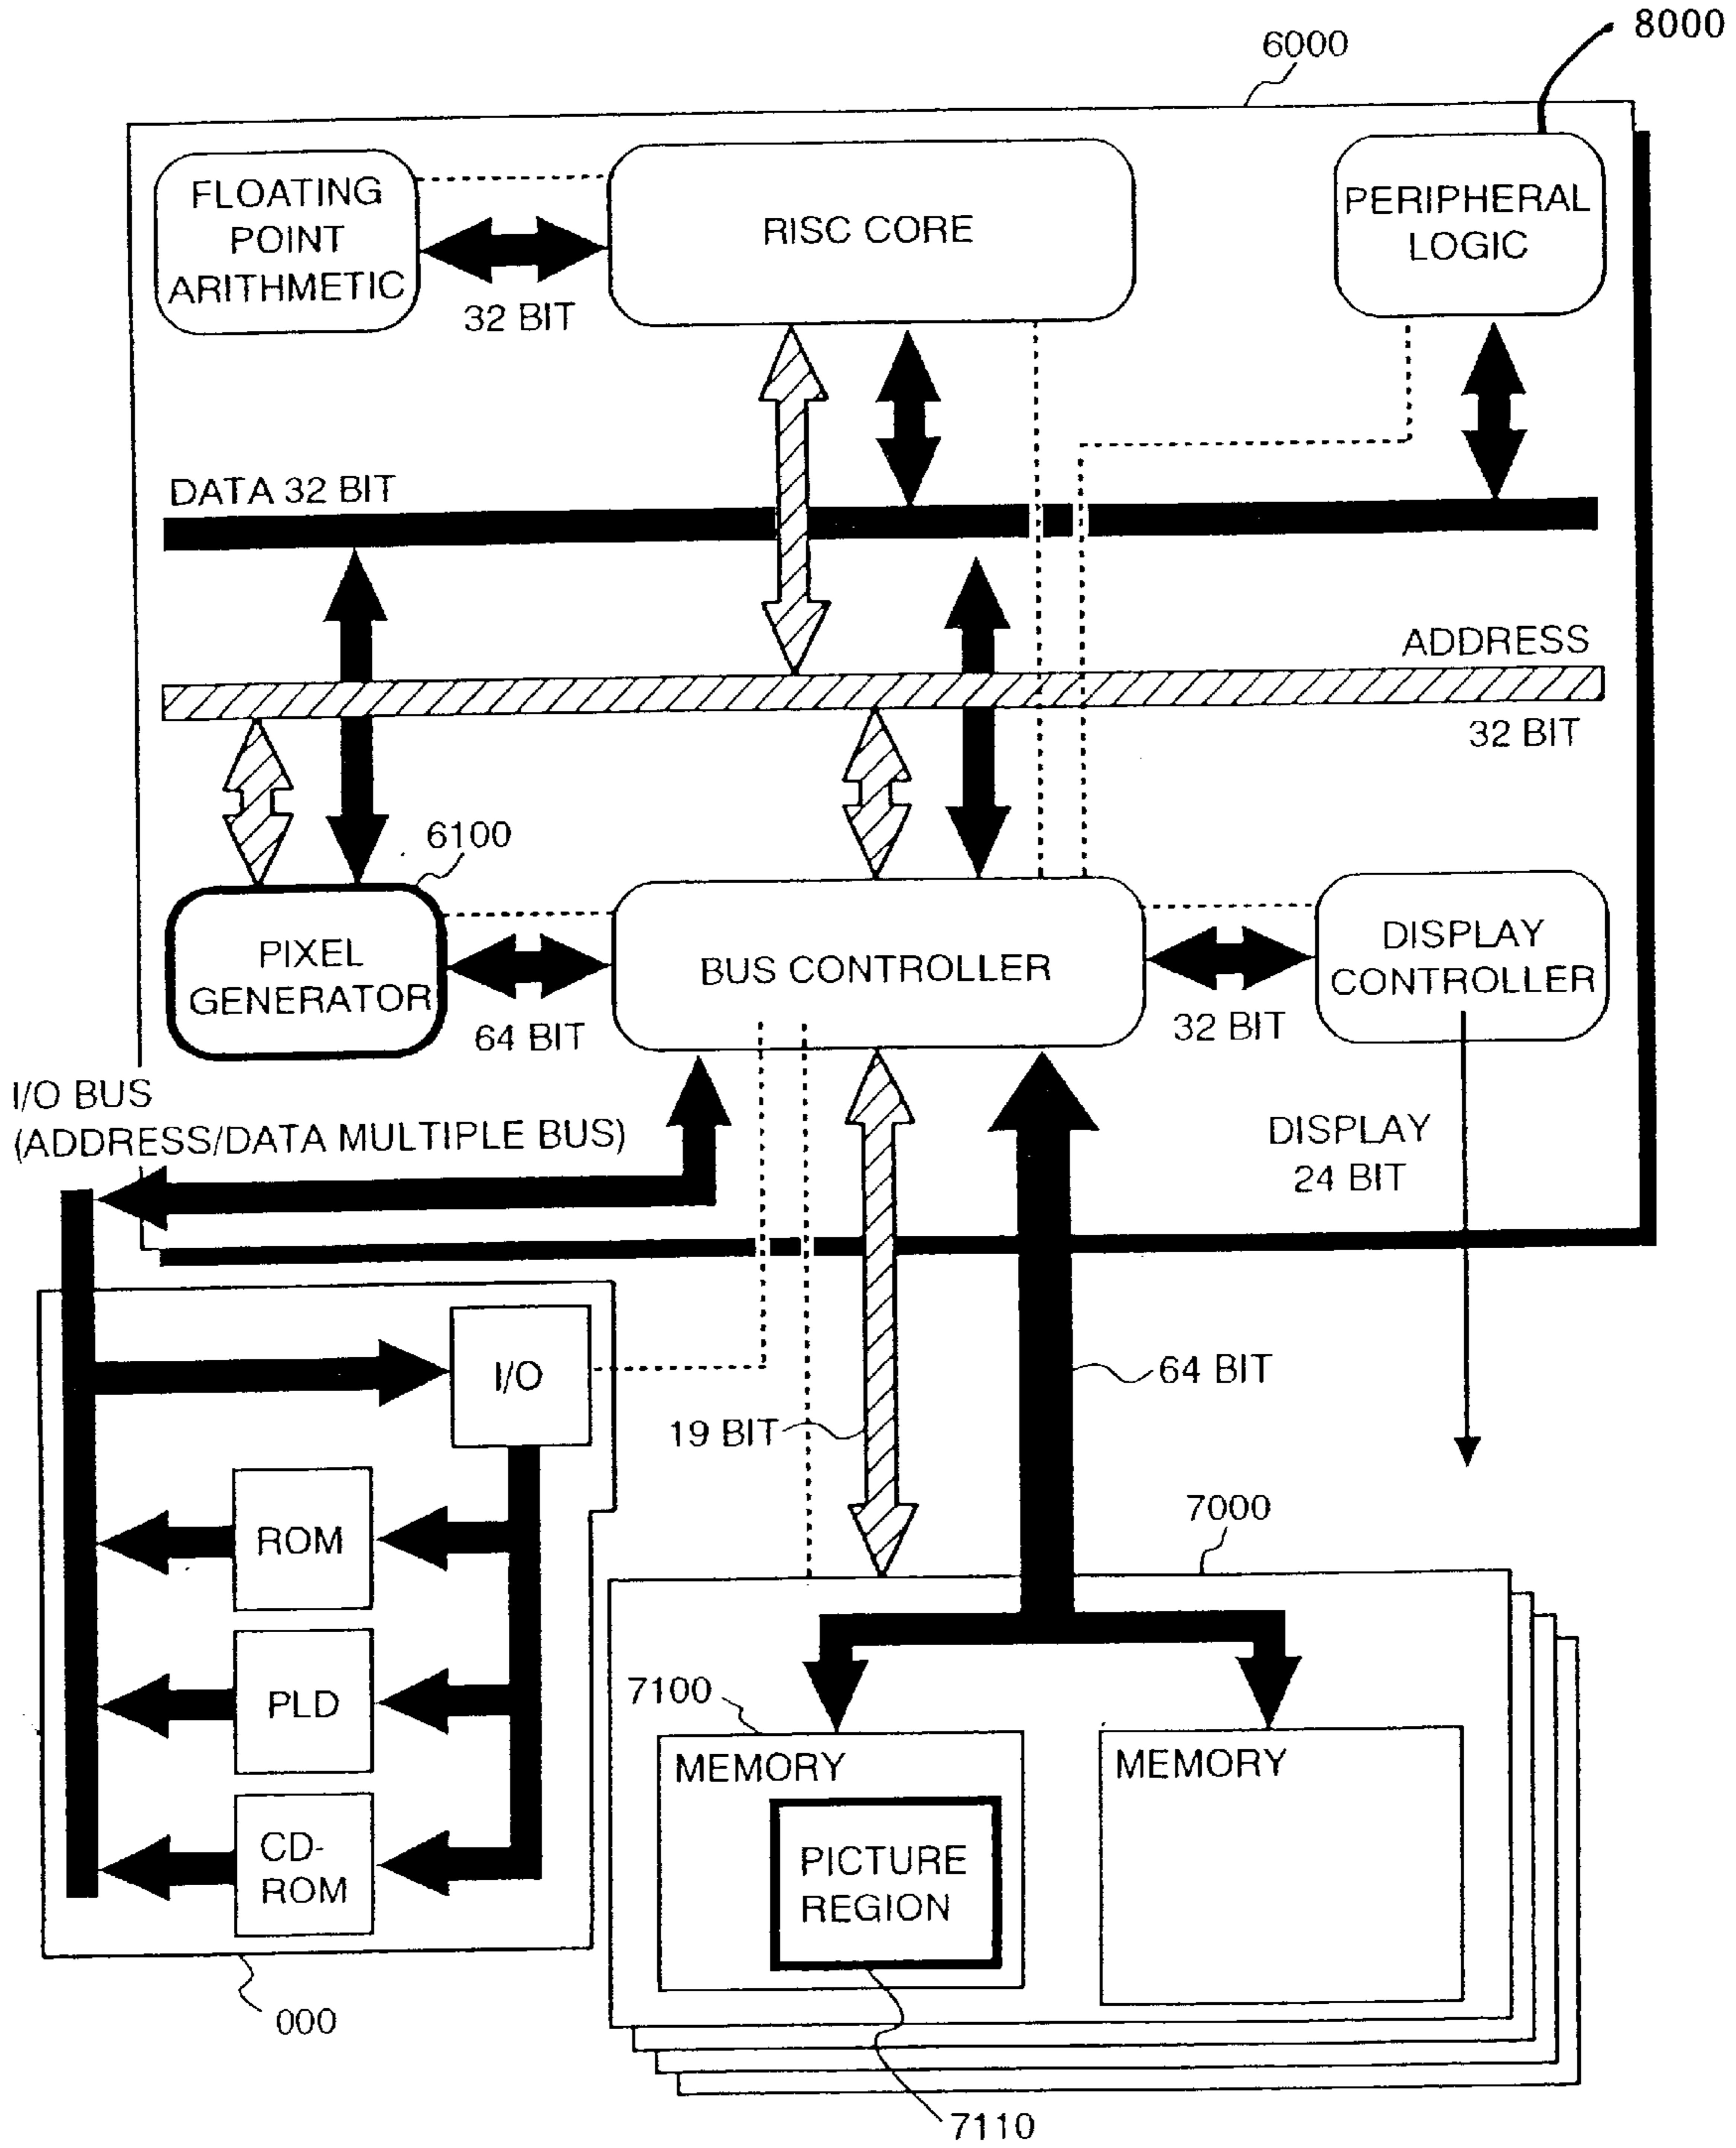 8000
6000
FLOATING
POINT
ARITHMETIC
RISC CORE
PERIPHERAL
LOGIC
32 BIT
DATA 32 BIT
ADDRESS
32 BIT
6100
PIXEL
GENERATOR
BUS CONTROLLER
DISPLAY
CONTROLLER
64 BIT
32 BIT
I/O BUS
(ADDRESS/DATA MULTIPLE BUS)
DISPLAY
24 BIT
I/O
64 BIT
19 BIT
7000
ROM
PLD
7100
MEMORY
MEMORY
CD-
ROM
PICTURE
REGION
000
7110